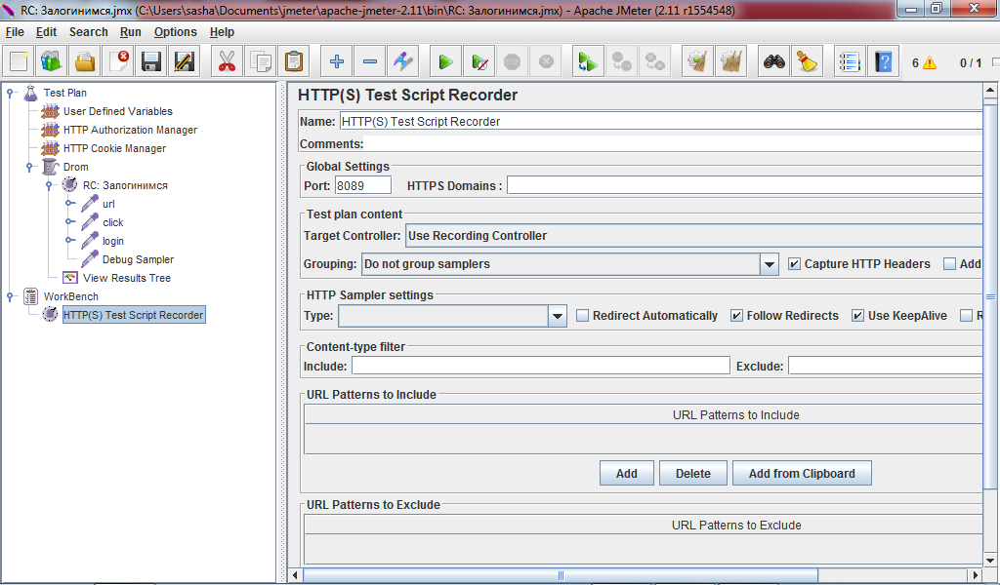 RC: Залогинимся.jmx (C:\Users\sasha\Documents\jmeter\apache-jmeter-2.11\bin\RC: Залогинимся.jmx) - Apache JMeter (2.11 r1554548)
File Edit Search Run Options Help
6 0 / 1
Test Plan
User Defined Variables
HTTP Authorization Manager
HTTP Cookie Manager
Drom
RC: Залогинимся
url
click
login
Debug Sampler
View Results Tree
WorkBench
HTTP(S) Test Script Recorder
HTTP(S) Test Script Recorder
Name: HTTP(S) Test Script Recorder
Comments:
Global Settings
Port: 8089 HTTPS Domains :
Test plan content
Target Controller: Use Recording Controller
Grouping: Do not group samplers Capture HTTP Headers Add
HTTP Sampler settings
Type: Redirect Automatically Follow Redirects Use KeepAlive
Content-type filter
Include: Exclude:
URL Patterns to Include
URL Patterns to Include
Add Delete Add from Clipboard
URL Patterns to Exclude
URL Patterns to Exclude